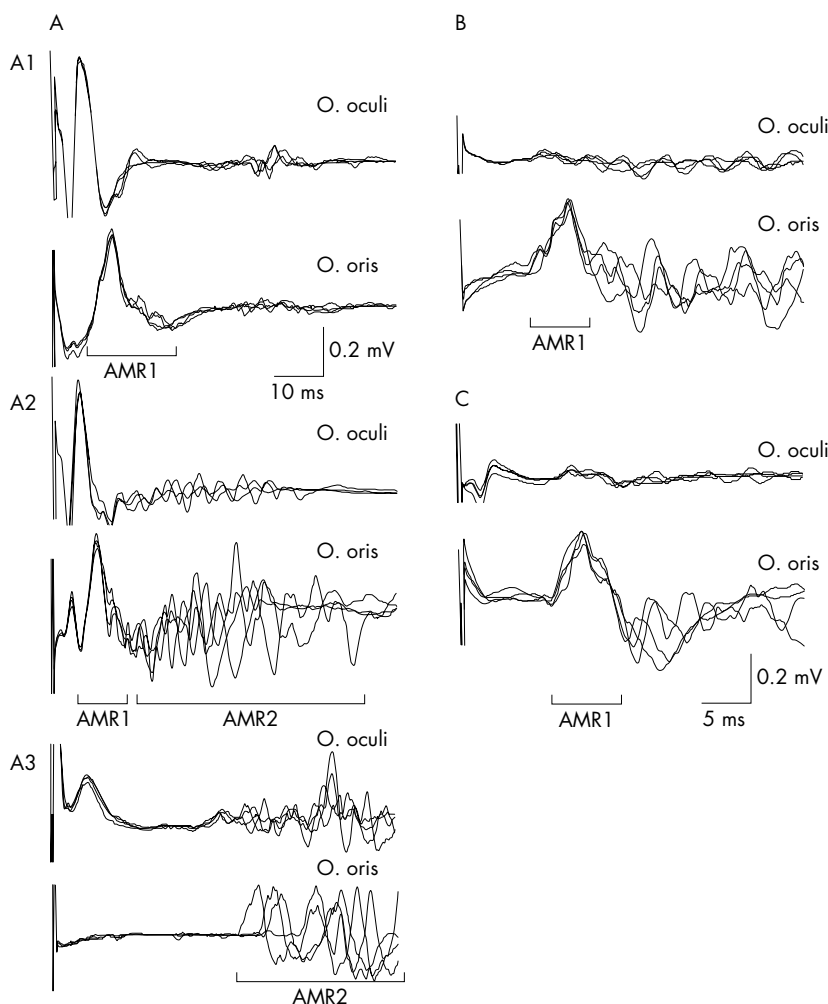 A
A1
O. oculi
O. oris
AMR1
0.2 mV
10 ms
A2
O. oculi
O. oris
AMR1
AMR2
A3
O. oculi
O. oris
AMR2
B
O. oculi
O. oris
AMR1
C
O. oculi
O. oris
AMR1
0.2 mV
5 ms